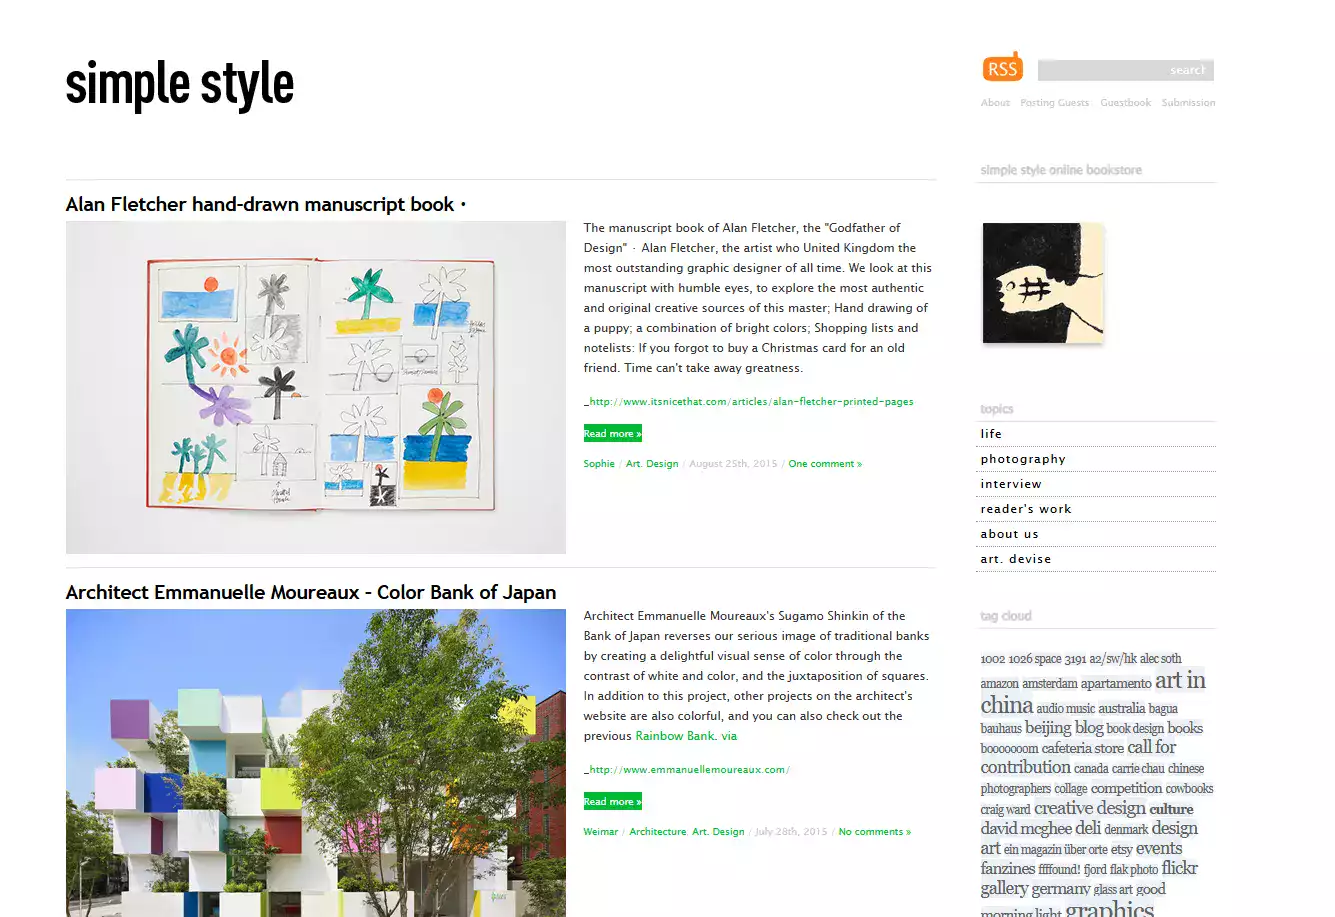 simple style
RSS
search
About Posting Guests Guestbook Submission
simple style online bookstore
Alan Fletcher hand-drawn manuscript book ·
The manuscript book of Alan Fletcher, the "Godfather of
Design" · Alan Fletcher, the artist who United Kingdom the
most outstanding graphic designer of all time. We look at this
manuscript with humble eyes, to explore the most authentic
and original creative sources of this master; Hand drawing of
a puppy; a combination of bright colors; Shopping lists and
notelists: If you forgot to buy a Christmas card for an old
friend. Time can't take away greatness.
_http://www.itsnicethat.com/articles/alan-fletcher-printed-pages
Read more »
Sophie / Art. Design / August 25th, 2015 / One comment »
topics
life
photography
interview
reader's work
about us
art. devise
Architect Emmanuelle Moureaux – Color Bank of Japan
Architect Emmanuelle Moureaux's Sugamo Shinkin of the
Bank of Japan reverses our serious image of traditional banks
by creating a delightful visual sense of color through the
contrast of white and color, and the juxtaposition of squares.
In addition to this project, other projects on the architect's
website are also colorful, and you can also check out the
previous Rainbow Bank. via
_http://www.emmanuellemoureaux.com/
Read more »
Weimar / Architecture. Art. Design / July 28th, 2015 / No comments »
tag cloud
1002 1026 space 3191 a2/sw/hk alec soth
amazon amsterdam apartamento art in
china audio music australia bagua
bauhaus beijing blog book design books
booooooom cafeteria store call for
contribution canada carrie chau chinese
photographers collage competition cowbooks
craig ward creative design culture
david mcghee deli denmark design
art ein magazin über orte etsy events
fanzines ffffound! fjord flak photo flickr
gallery germany glass art good
morning light graphics